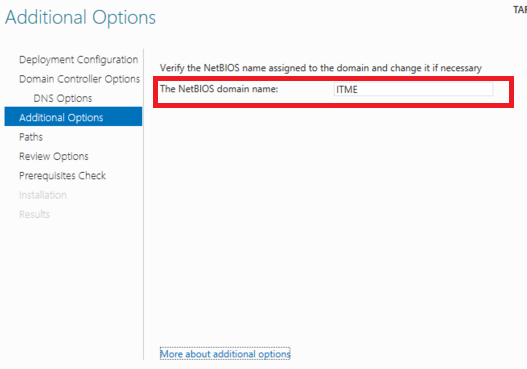 Additional Options
TAR
Deployment Configuration
Domain Controller Options
DNS Options
Additional Options
Paths
Review Options
Prerequisites Check
Installation
Results
Verify the NetBIOS name assigned to the domain and change it if necessary
The NetBIOS domain name:
ITME
More about additional options